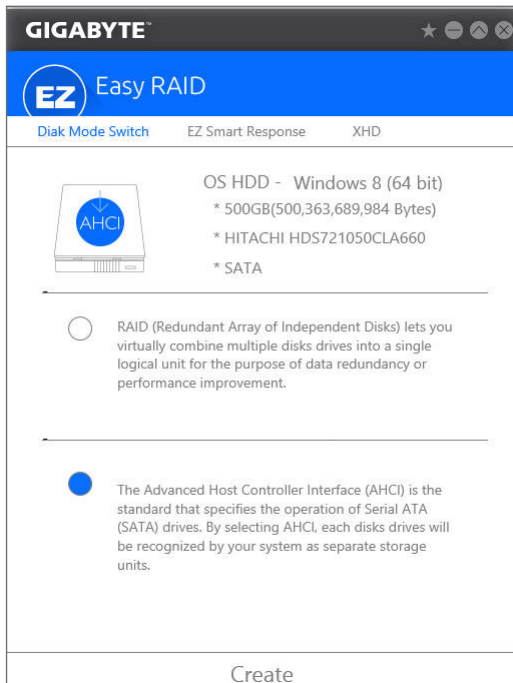 GIGABYTE™
EZ Easy RAID
Diak Mode Switch EZ Smart Response XHD
OS HDD - Windows 8 (64 bit)
* 500GB(500,363,689,984 Bytes)
AHCI
* HITACHI HDS721050CLA660
* SATA
RAID (Redundant Array of Independent Disks) lets you
virtually combine multiple disks drives into a single
logical unit for the purpose of data redundancy or
performance improvement.
The Advanced Host Controller Interface (AHCI) is the
standard that specifies the operation of Serial ATA
(SATA) drives. By selecting AHCI, each disks drives will
be recognized by your system as separate storage
units.
Create